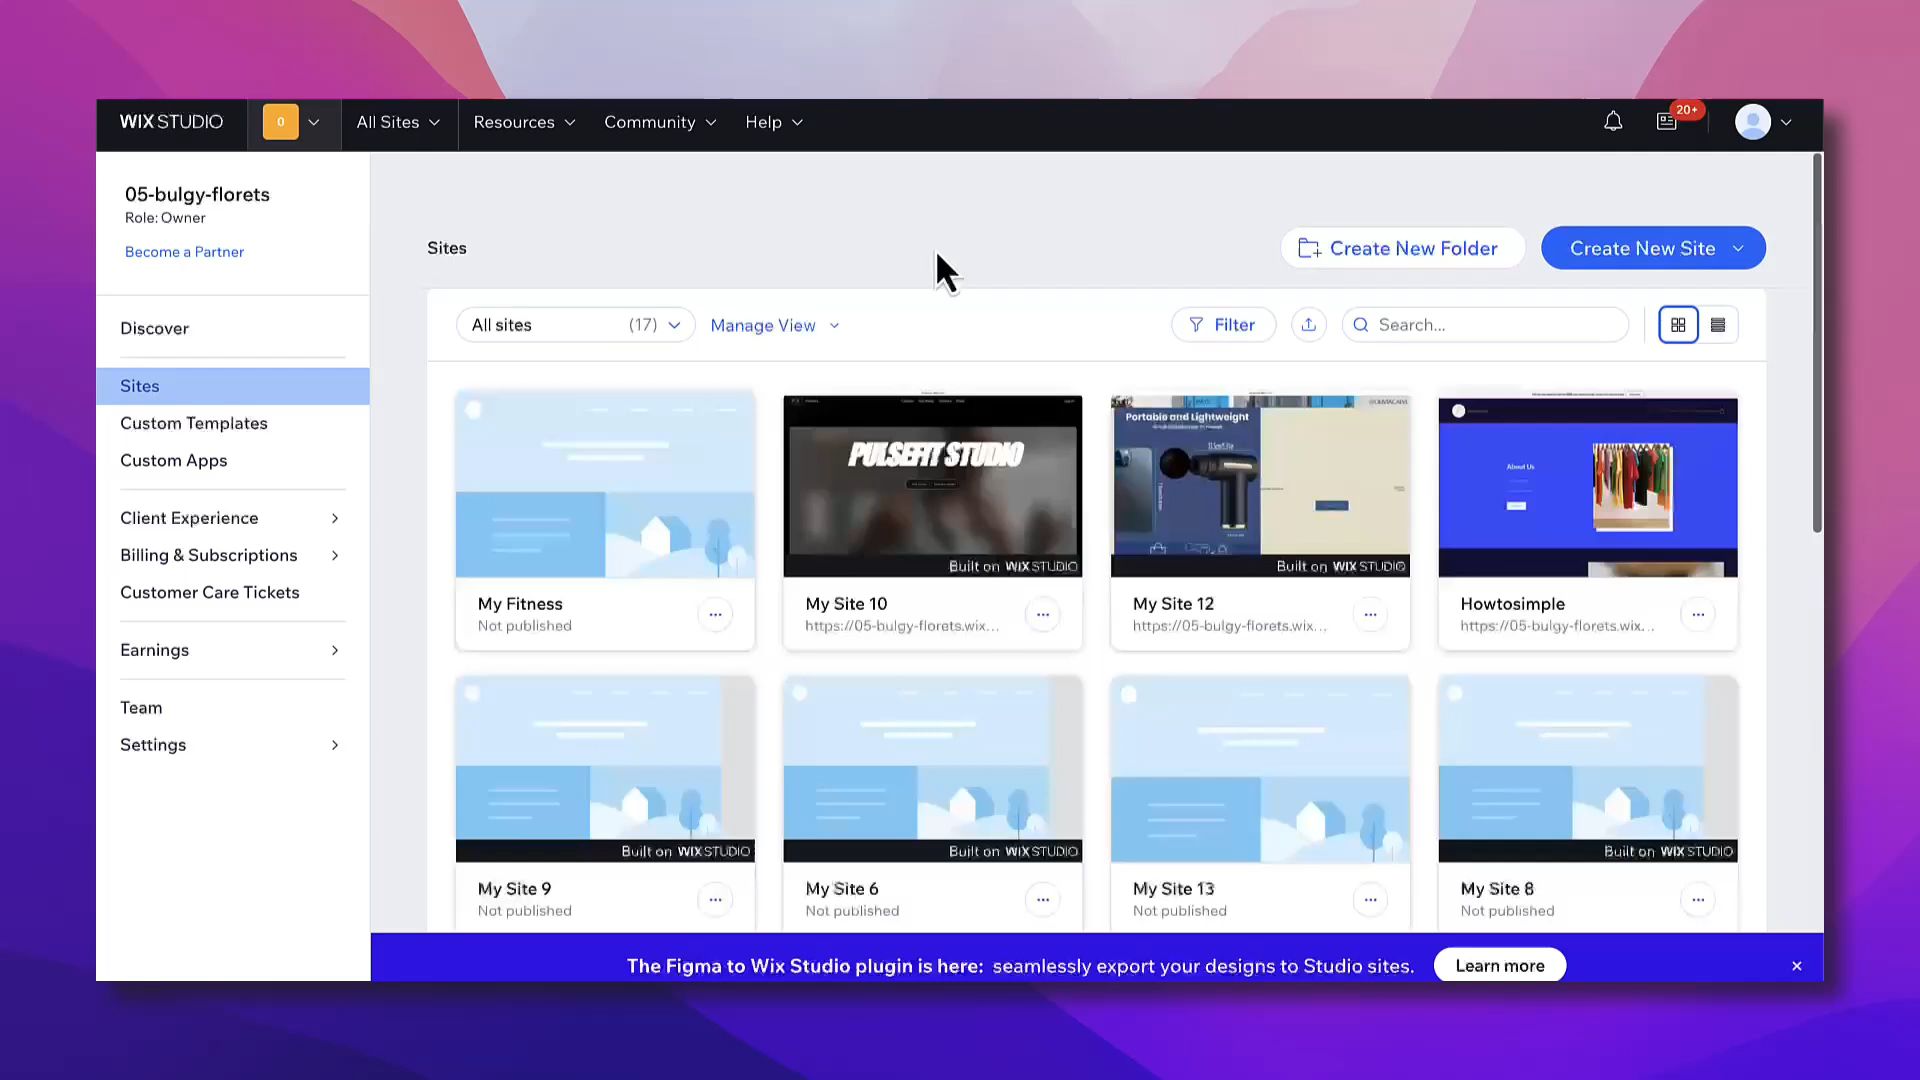 WIX STUDIO
0
All Sites
Resources
Community
Help
20+
05-bulgy-florets
Role: Owner
Become a Partner
Discover
Sites
Custom Templates
Custom Apps
Client Experience
Billing & Subscriptions
Customer Care Tickets
Earnings
Team
Settings
Sites
Create New Folder
Create New Site
All sites (17)
Manage View
Filter
Search...
PULSEFIT STUDIO
Built on WIX STUDIO
Portable and Lightweight
Built on WIX STUDIO
About Us
My Fitness
Not published
My Site 10
https://05-bulgy-florets.wix...
My Site 12
https://05-bulgy-florets.wix...
Howtosimple
https://05-bulgy-florets.wix...
Built on WIX STUDIO
Built on WIX STUDIO
Built on WIX STUDIO
My Site 9
Not published
My Site 6
Not published
My Site 13
Not published
My Site 8
Not published
The Figma to Wix Studio plugin is here: seamlessly export your designs to Studio sites.
Learn more